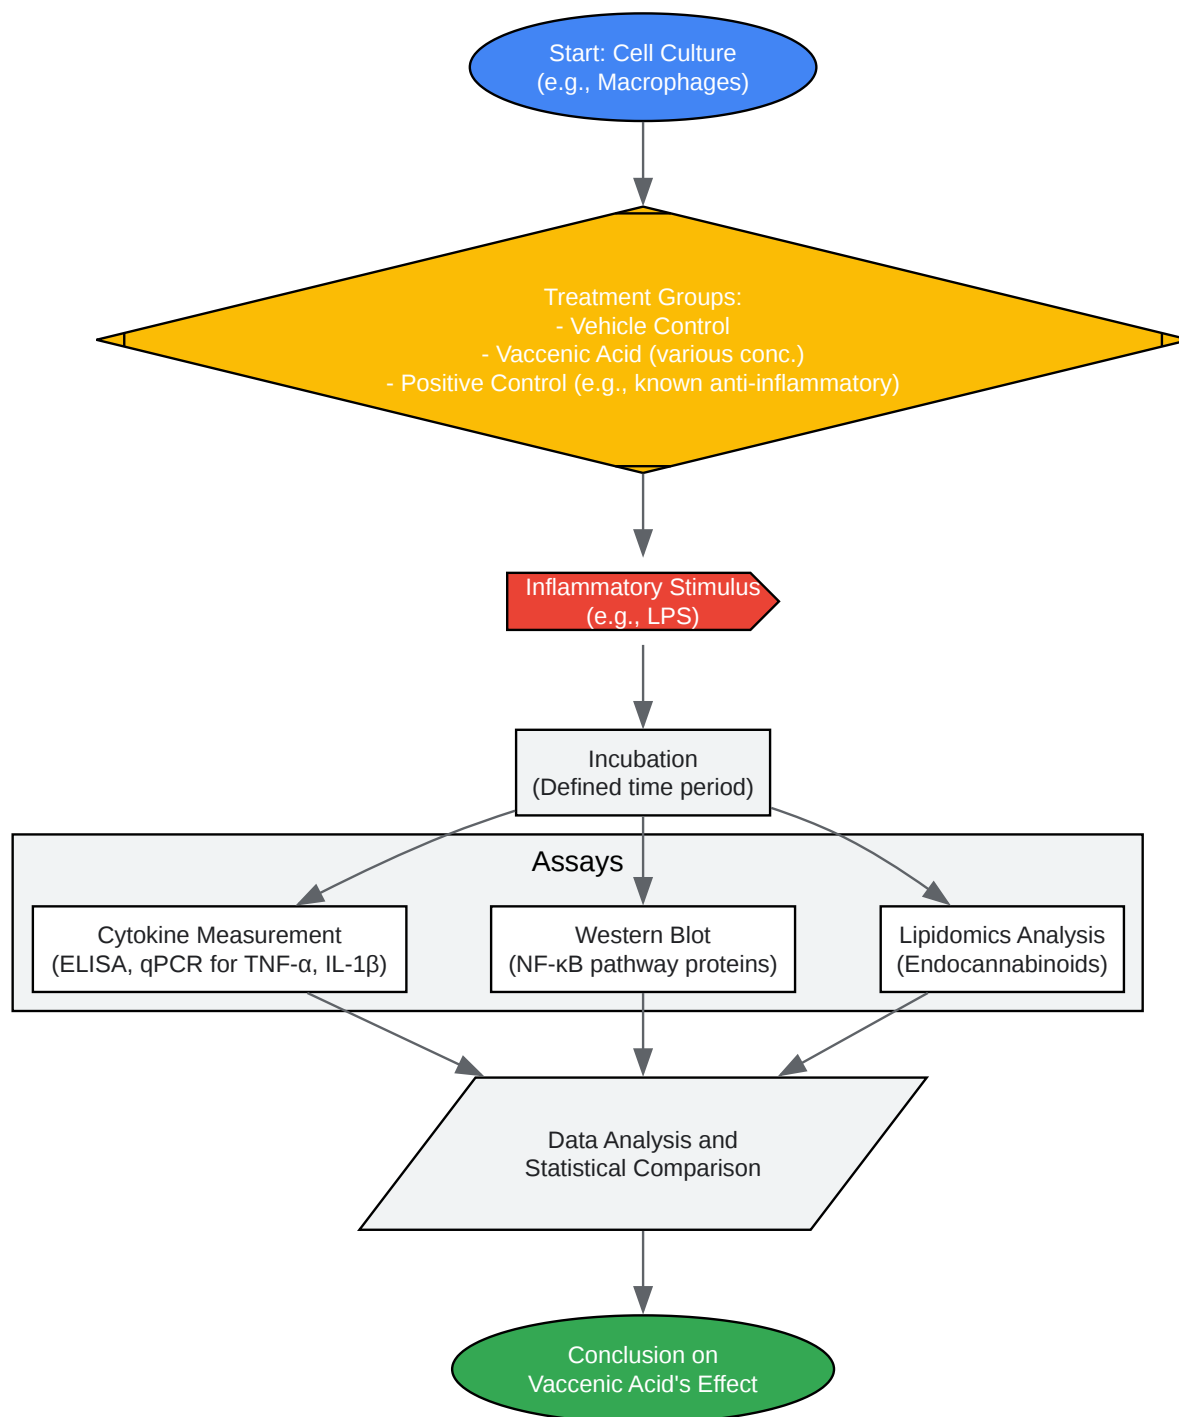 Start: Cell Culture
(e.g., Macrophages)
Treatment Groups:
- Vehicle Control
- Vaccenic Acid (various conc.)
- Positive Control (e.g., known anti-inflammatory)
Inflammatory Stimulus
(e.g., LPS)
Incubation
(Defined time period)
Assays
Cytokine Measurement
(ELISA, qPCR for TNF-α, IL-1β)
Western Blot
(NF-κB pathway proteins)
Lipidomics Analysis
(Endocannabinoids)
Data Analysis and
Statistical Comparison
Conclusion on
Vaccenic Acid's Effect